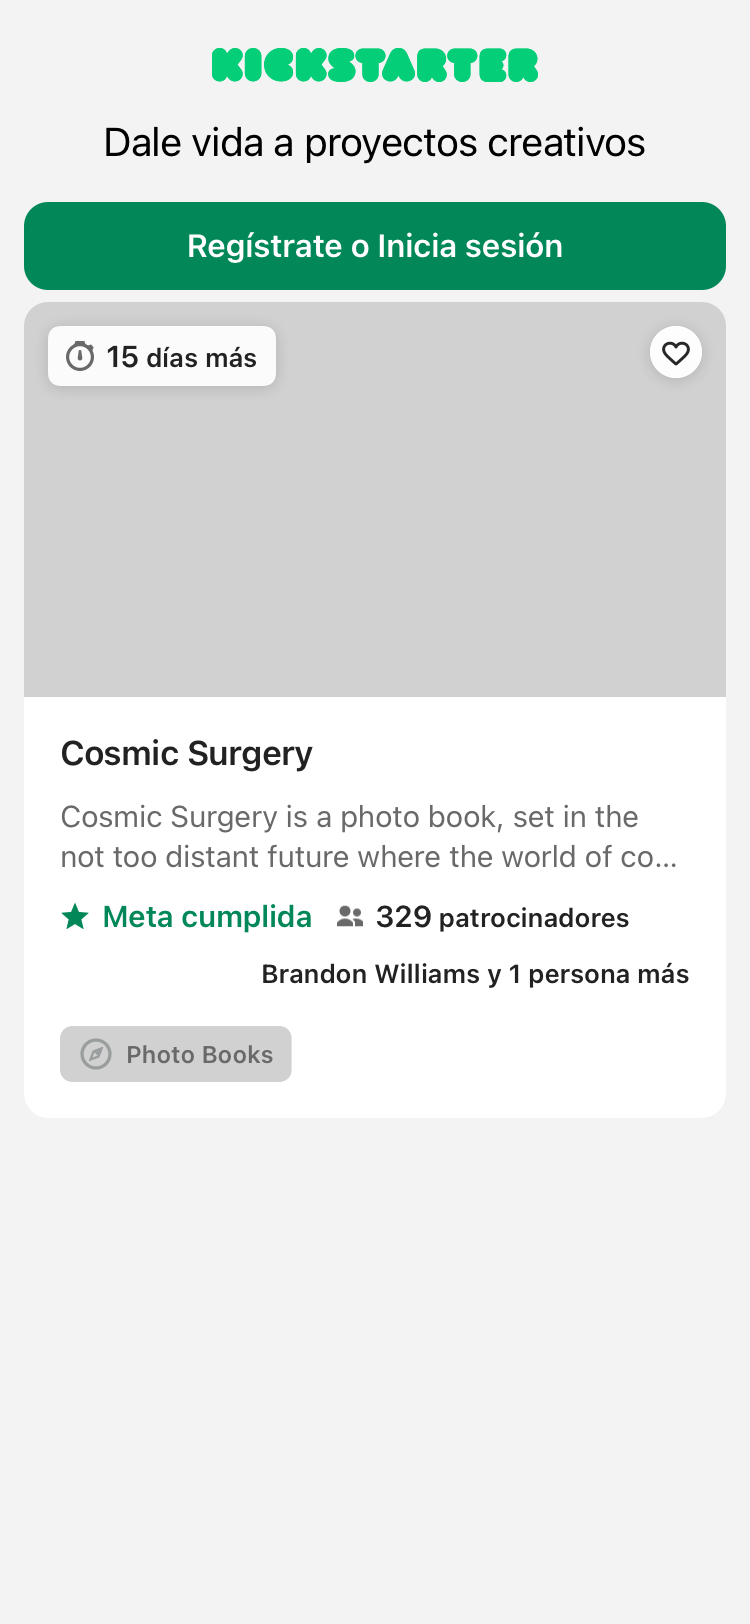 KICKSTARTER
Dale vida a proyectos creativos
Regístrate o Inicia sesión
15 días más
Cosmic Surgery
Cosmic Surgery is a photo book, set in the
not too distant future where the world of co...
Meta cumplida 329 patrocinadores
Brandon Williams y 1 persona más
Photo Books